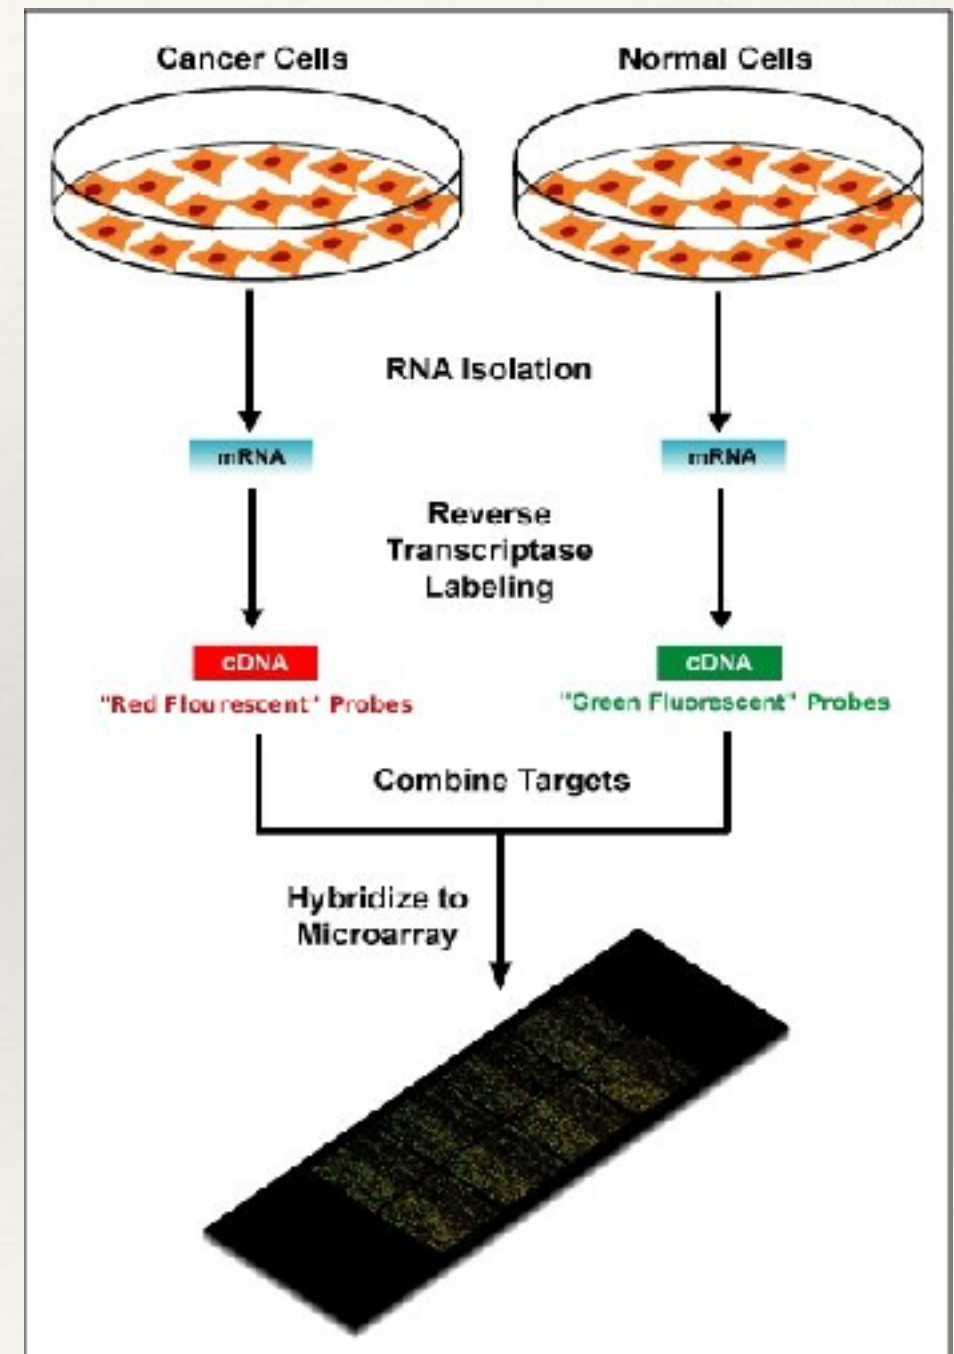 Cancer Cells
Normal Cells
RNA Isolation
mRNA
mRNA
Reverse
Transcriptase
Labeling
cDNA
cDNA
"Red Flourescent" Probes
"Green Fluorescent" Probes
Combine Targets
Hybridize to
Microarray